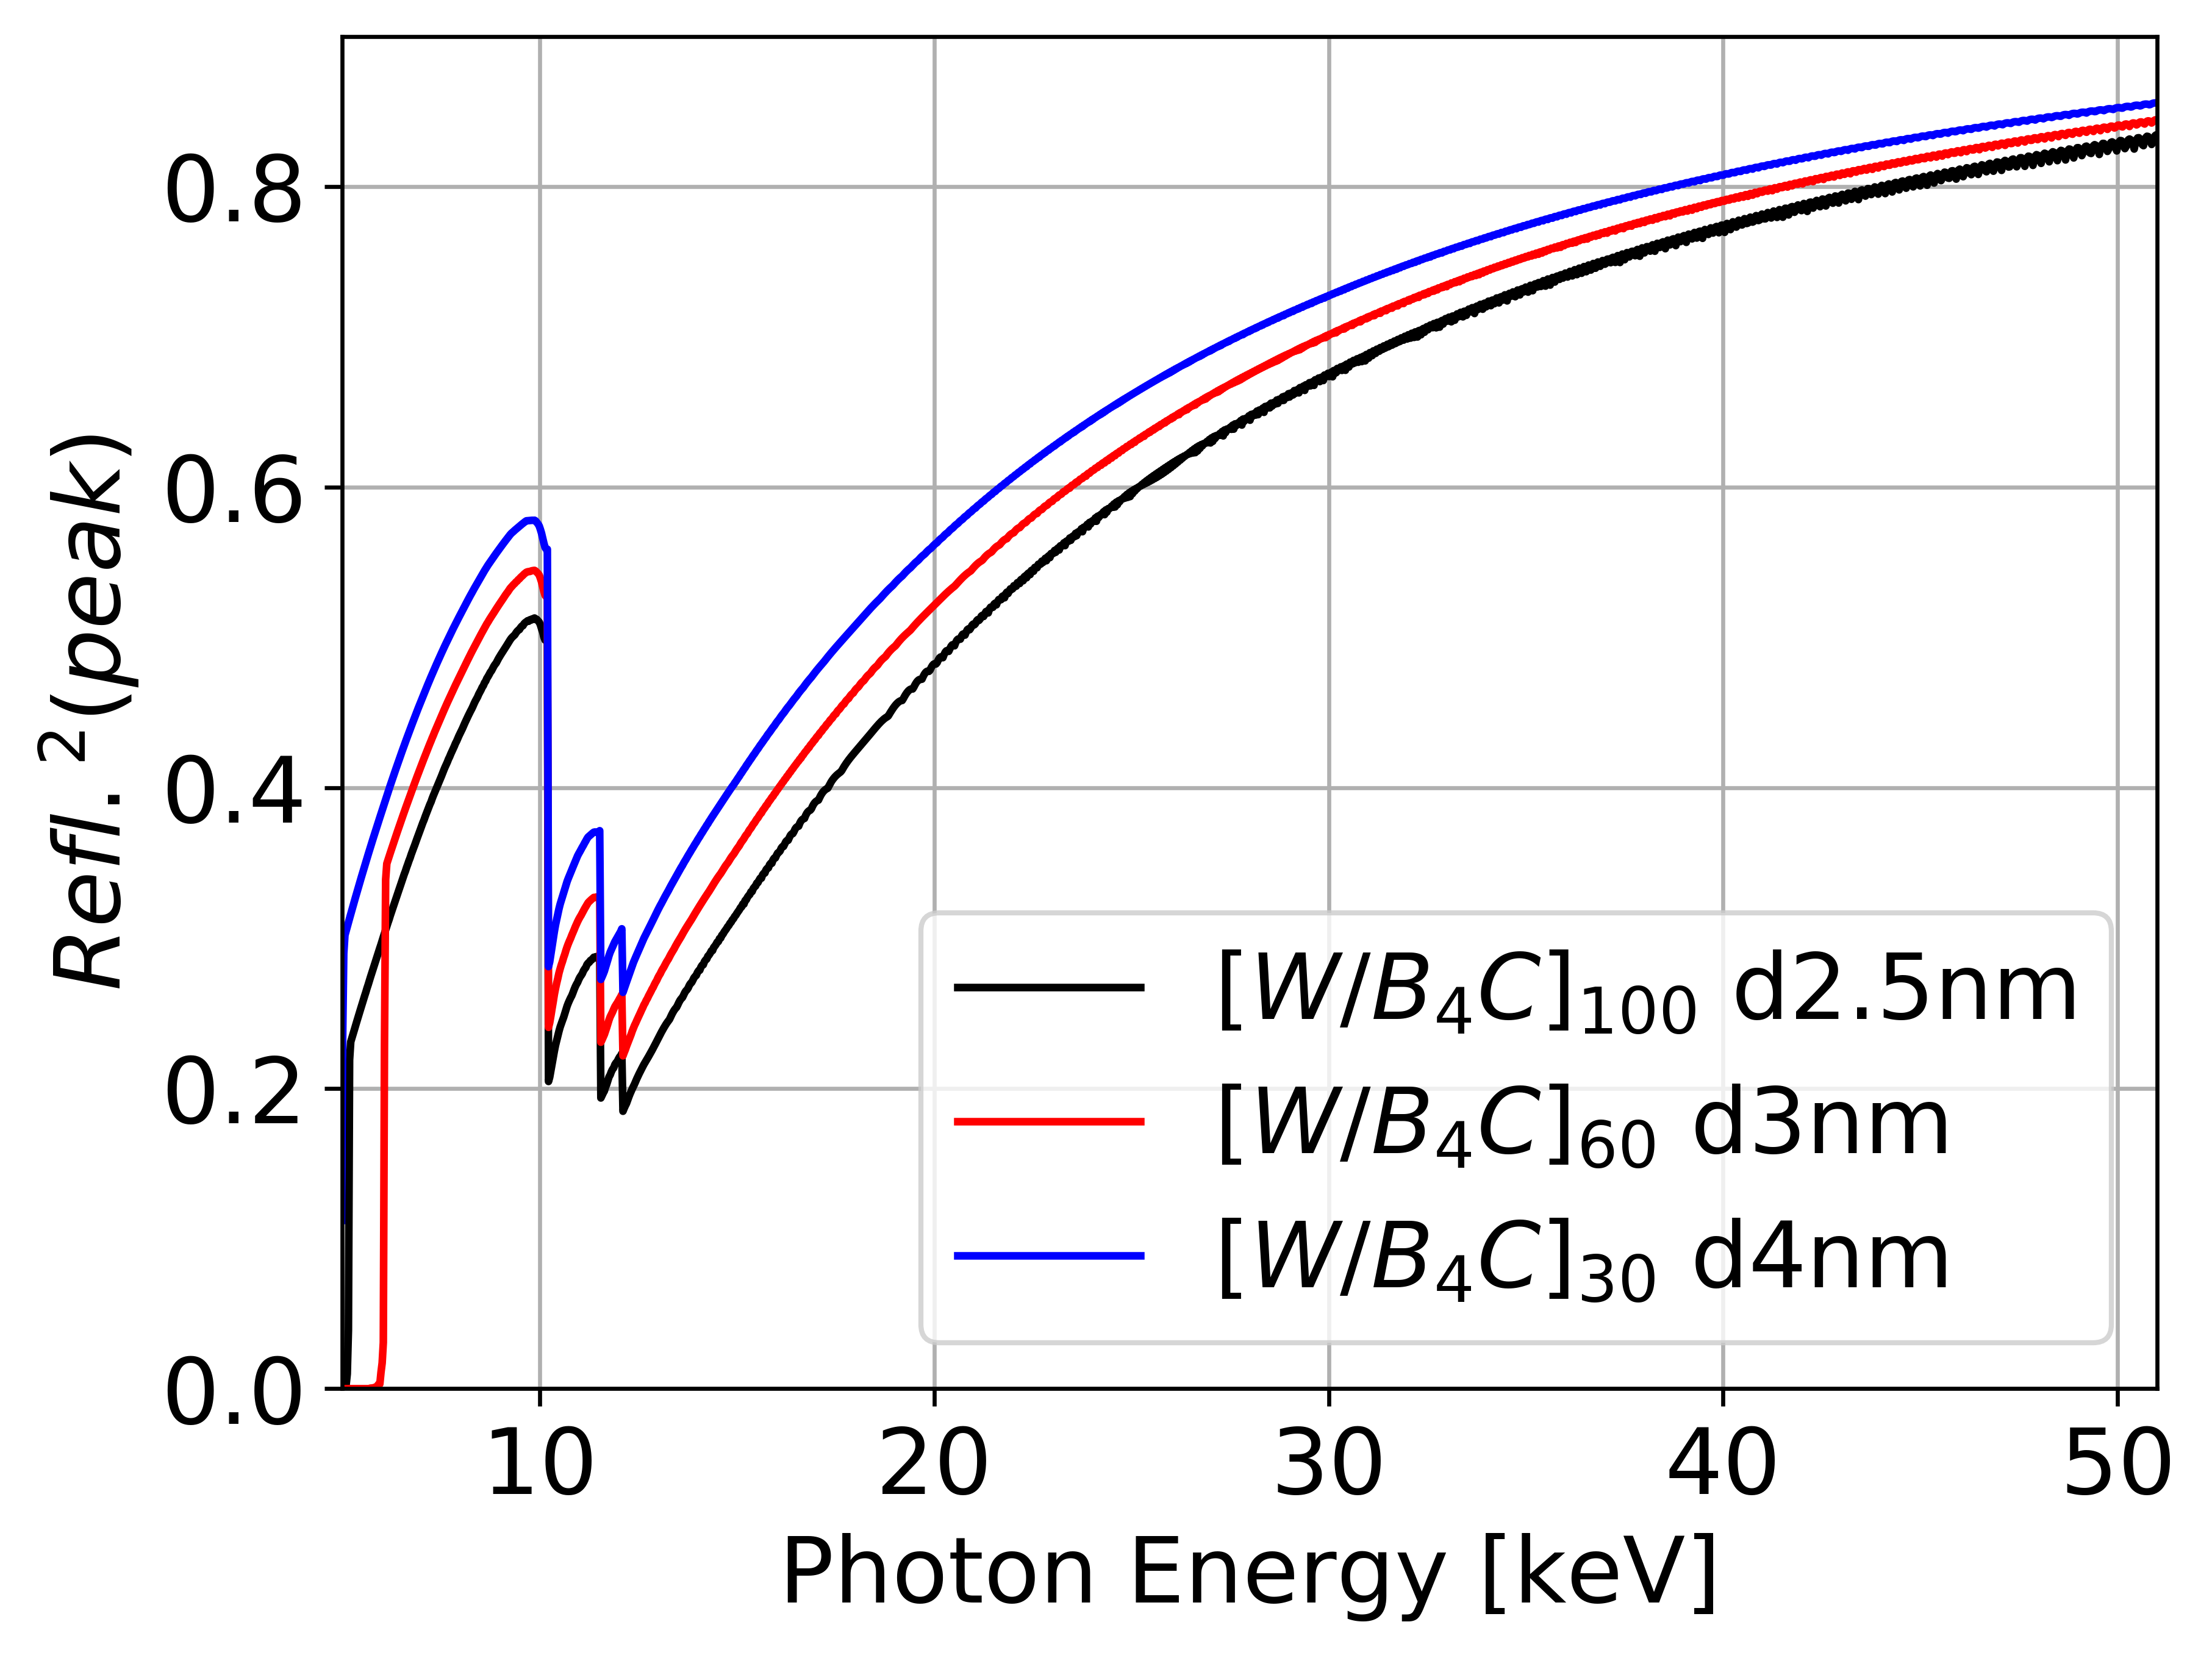 Refl.²(peak)
0.8
0.6
0.4
0.2
0.0
[W/B₄C]₁₀₀ d2.5nm
[W/B₄C]₆₀ d3nm
[W/B₄C]₃₀ d4nm
10 20 30 40 50
Photon Energy [keV]